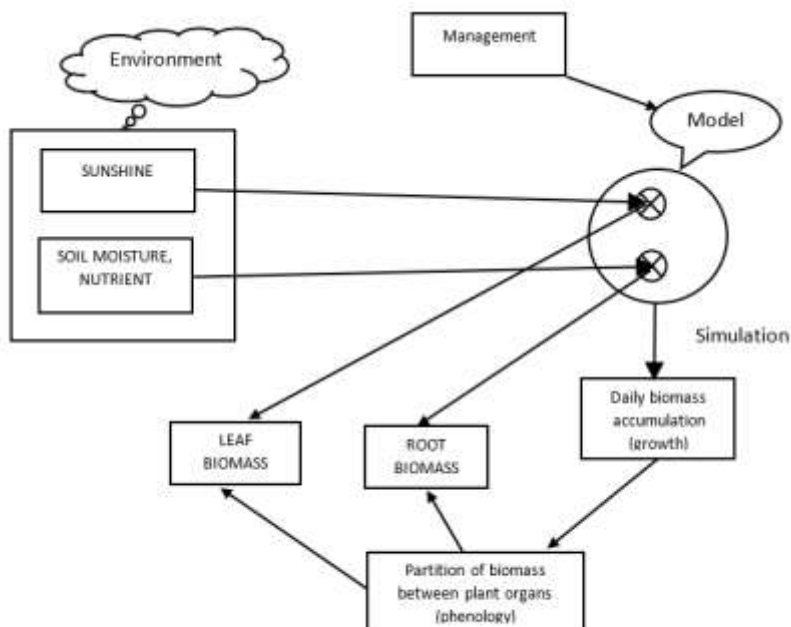 Environment
Management
Model
SUNSHINE
SOIL MOISTURE,
NUTRIENT
Simulation
Daily biomass
accumulation
(growth)
LEAF
BIOMASS
ROOT
BIOMASS
Partition of biomass
between plant organs
(phenology)